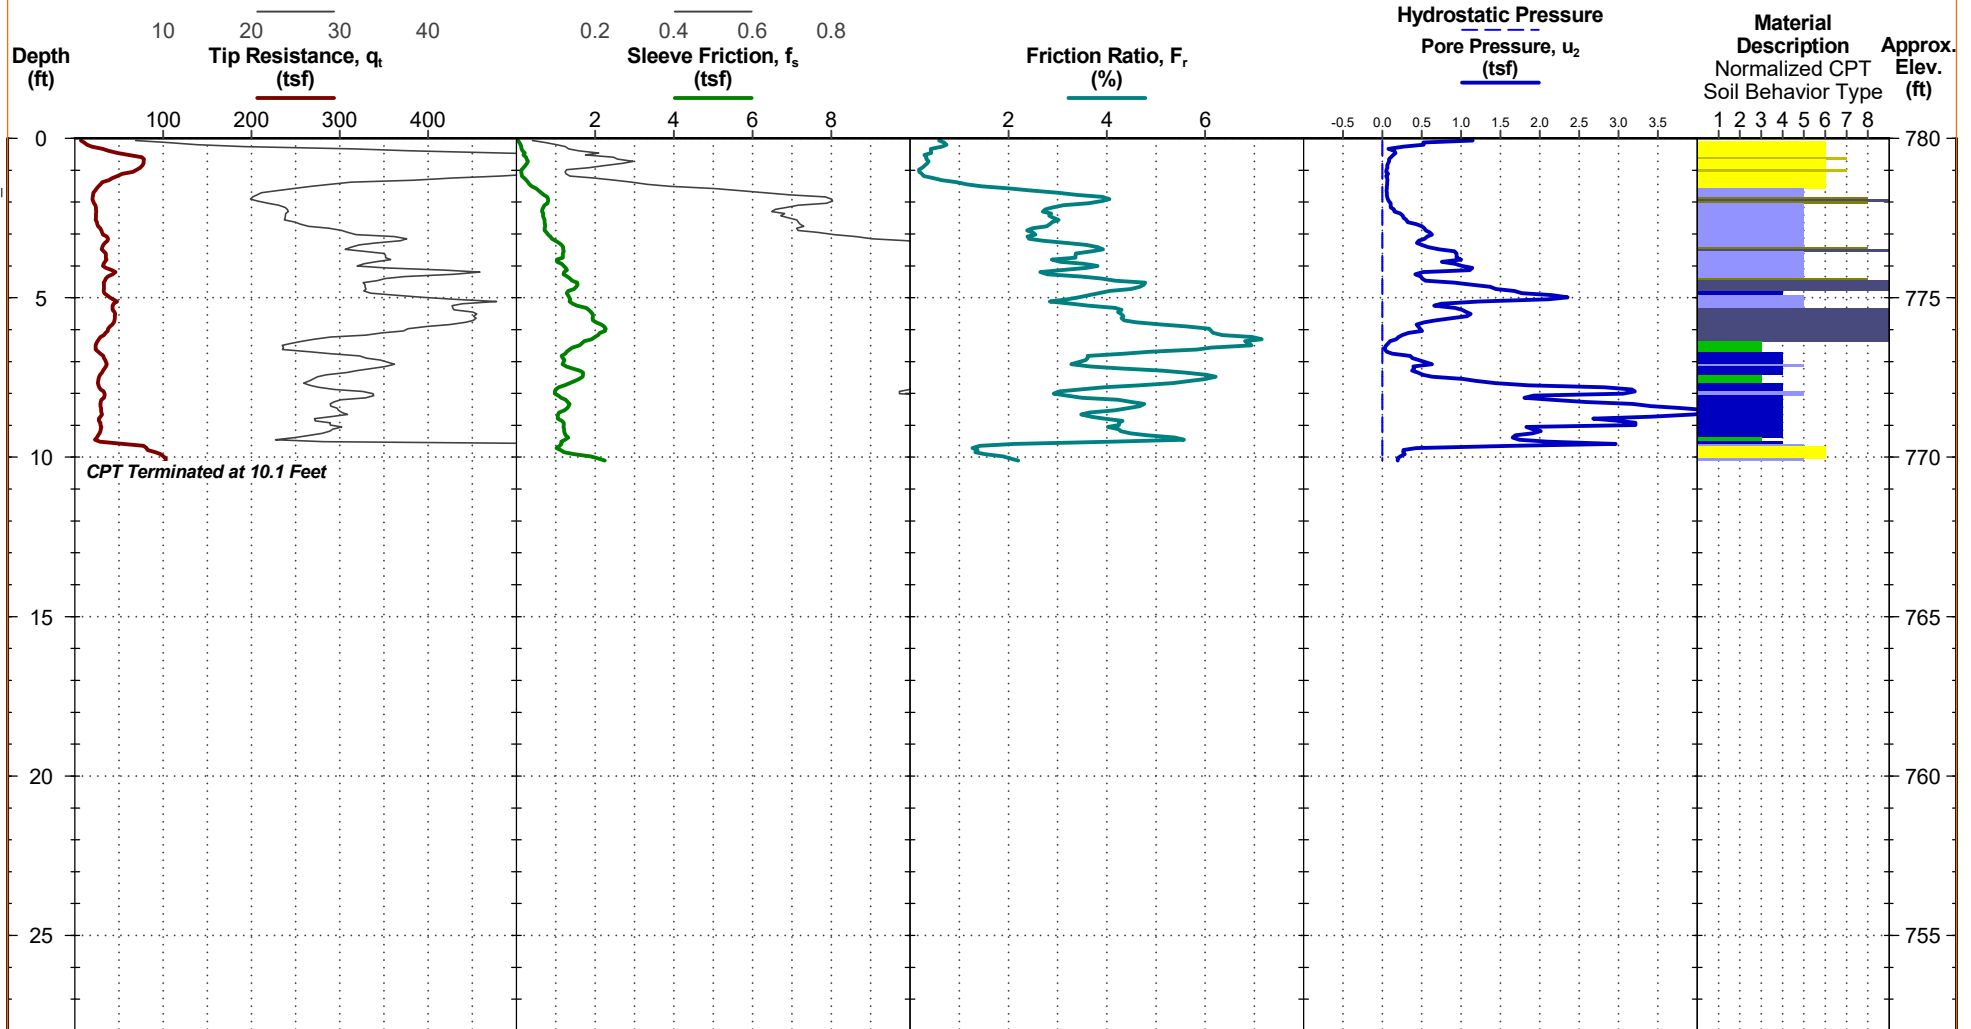 10 20 30 40
0.2 0.4 0.6 0.8
Depth
(ft)
Tip Resistance, qt
(tsf)
100 200 300 400
Sleeve Friction, fs
(tsf)
2 4 6 8
Friction Ratio, Fr
(%)
2 4 6
Hydrostatic Pressure
Pore Pressure, u2
(tsf)
-0.5 0.0 0.5 1.0 1.5 2.0 2.5 3.0 3.5
Material
Description
Normalized CPT
Soil Behavior Type
1 2 3 4 5 6 7 8
Approx.
Elev.
(ft)
0 780
5 775
10 770
CPT Terminated at 10.1 Feet
15 765
20 760
25 755